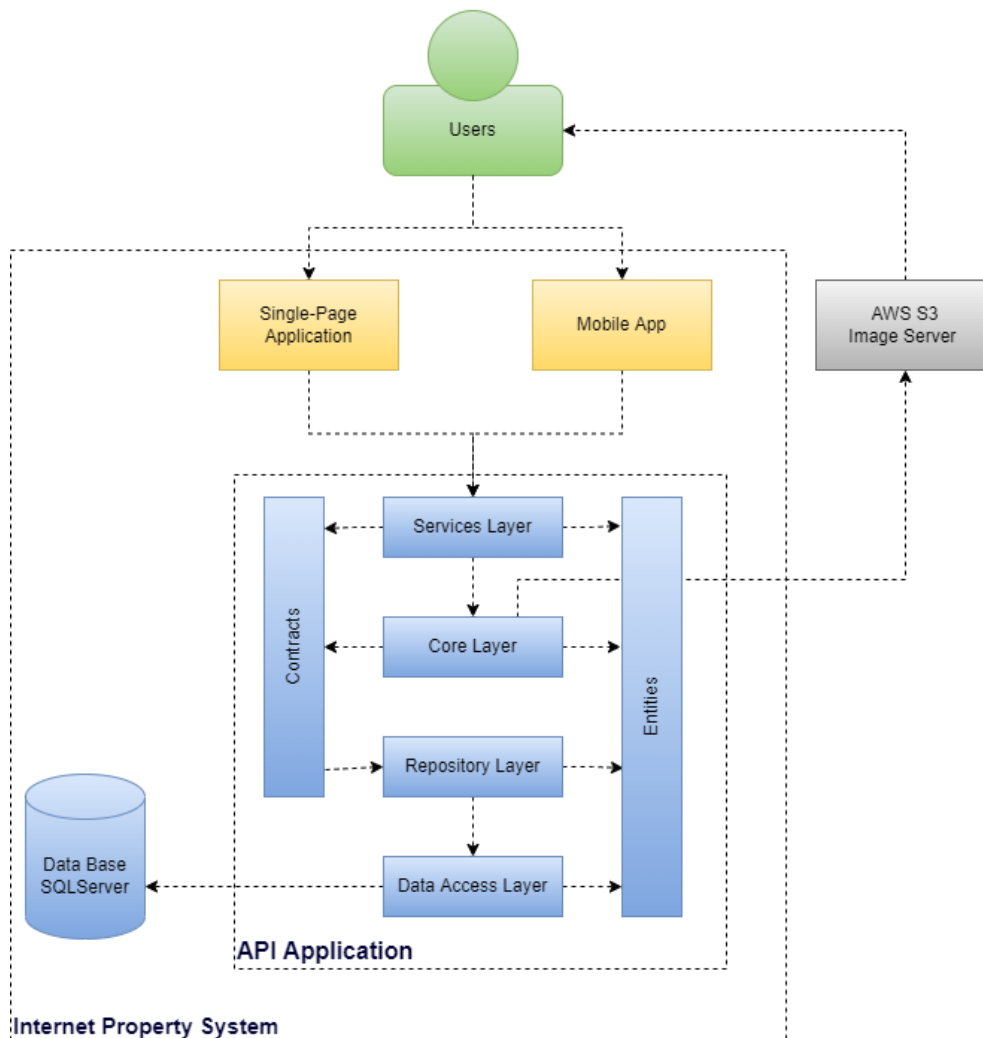 Users
Single-Page
Application
Mobile App
AWS S3
Image Server
Services Layer
Contracts
Core Layer
Entities
Repository Layer
Data Base
SQLServer
Data Access Layer
API Application
Internet Property System